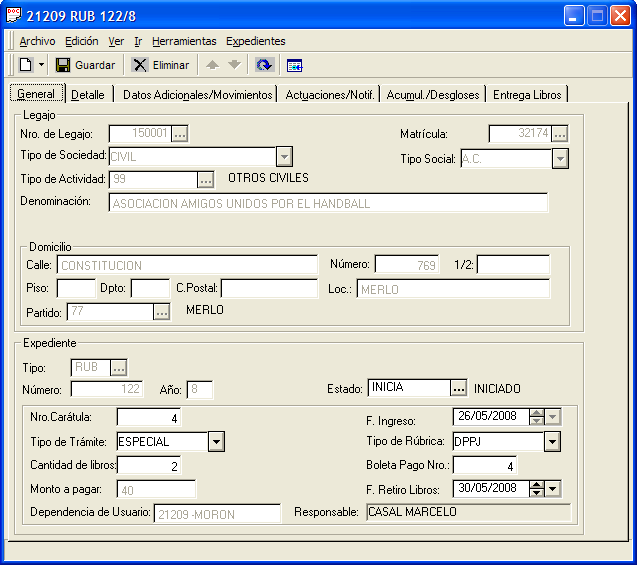 21209 RUB 122/8
Archivo Edición Ver Ir Herramientas Expedientes
Guardar Eliminar
General Detalle Datos Adicionales/Movimientos Actuaciones/Notif. Acumul./Desgloses Entrega Libros
Legajo
Nro. de Legajo: 150001 ... Matrícula: 32174 ...
Tipo de Sociedad: CIVIL Tipo Social: A.C.
Tipo de Actividad: 99 ... OTROS CIVILES
Denominación: ASOCIACION AMIGOS UNIDOS POR EL HANDBALL
Domicilio
Calle: CONSTITUCION Número: 769 1/2:
Piso: Dpto: C.Postal: Loc.: MERLO
Partido: 77 ... MERLO
Expediente
Tipo: RUB ...
Número: 122 Año: 8 Estado: INICIA ... INICIADO
Nro.Carátula: 4 F. Ingreso: 26/05/2008
Tipo de Trámite: ESPECIAL Tipo de Rúbrica: DPPJ
Cantidad de libros: 2 Boleta Pago Nro.: 4
Monto a pagar: 40 F. Retiro Libros: 30/05/2008
Dependencia de Usuario: 21209 -MORON Responsable: CASAL MARCELO